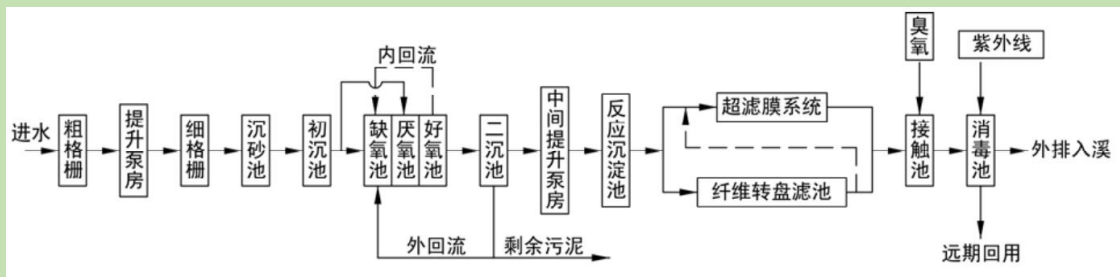 进水
粗格栅
提升泵房
细格栅
沉砂池
初沉池
内回流
缺氧池
厌氧池
好氧池
外回流
二沉池
剩余污泥
中间提升泵房
反应沉淀池
超滤膜系统
纤维转盘滤池
臭氧
接触池
紫外线
消毒池
外排入溪
远期回用